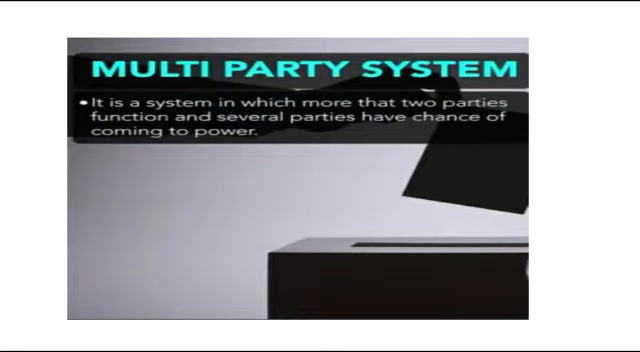 MULTI PARTY SYSTEM
•It is a system in which more that two parties
function and several parties have chance of
coming to power.